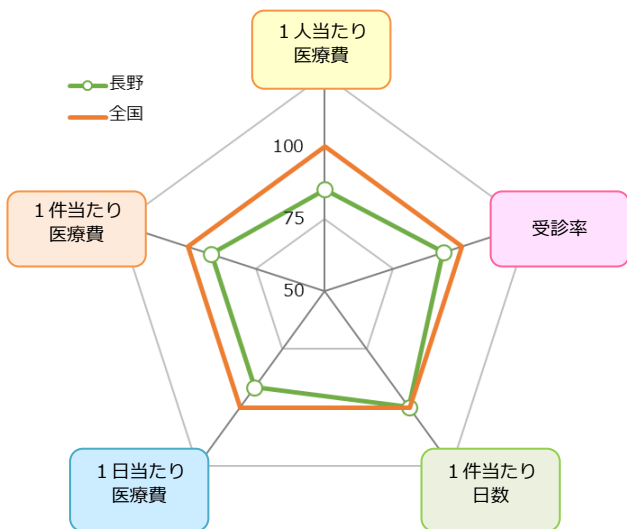 １人当たり
医療費
長野
全国
100
75
50
１件当たり
医療費
受診率
１日当たり
医療費
１件当たり
日数